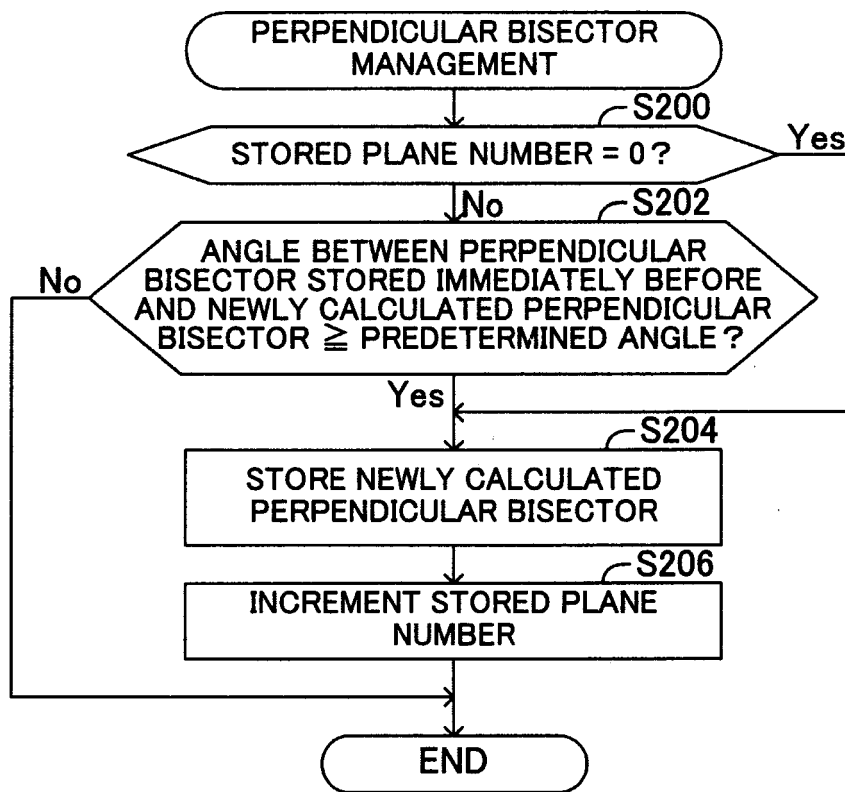 PERPENDICULAR BISECTOR
MANAGEMENT
S200
STORED PLANE NUMBER = 0?
Yes
No
S202
ANGLE BETWEEN PERPENDICULAR
BISECTOR STORED IMMEDIATELY BEFORE
AND NEWLY CALCULATED PERPENDICULAR
BISECTOR ≧ PREDETERMINED ANGLE?
No
Yes
S204
STORE NEWLY CALCULATED
PERPENDICULAR BISECTOR
S206
INCREMENT STORED PLANE
NUMBER
END